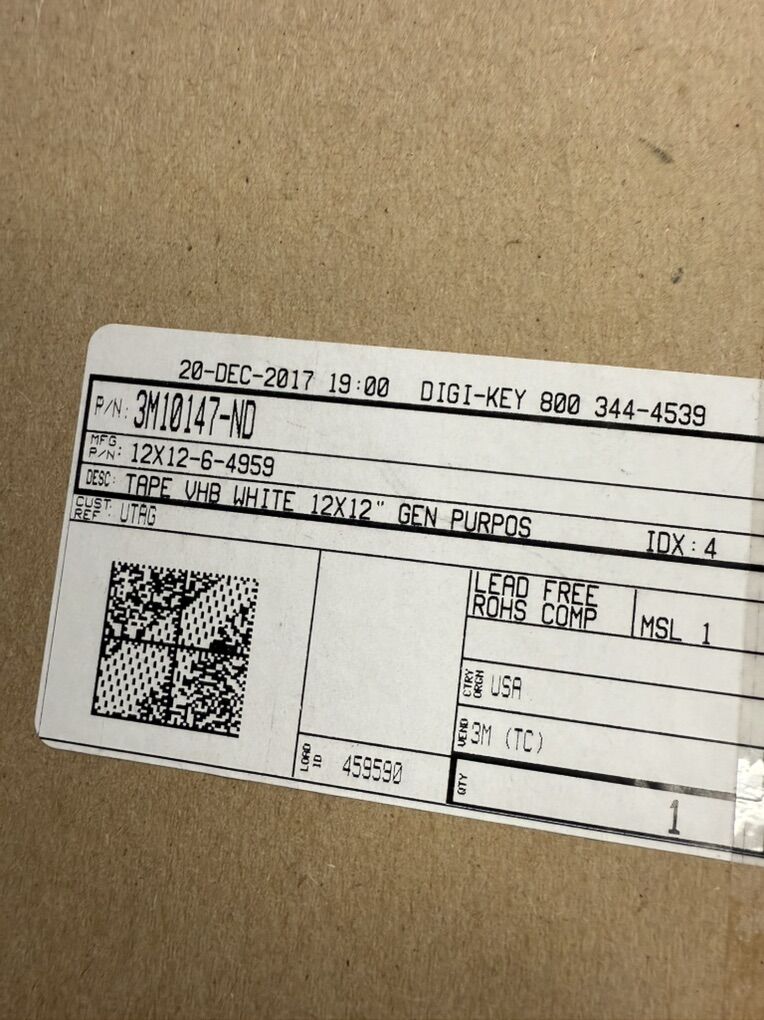 20-DEC-2017 19:00 DIGI-KEY 800 344-4539
P/N: 3M10147-ND
MFG. P/N: 12X12-6-4959
DESC: TAPE VHB WHITE 12X12" GEN PURPOS
CUST. REF : UTAG
IDX: 4
LEAD FREE
ROHS COMP
MSL 1
CTRY ORGN USA
VEND 3M (TC)
LOAD ID 459590
QTY 1